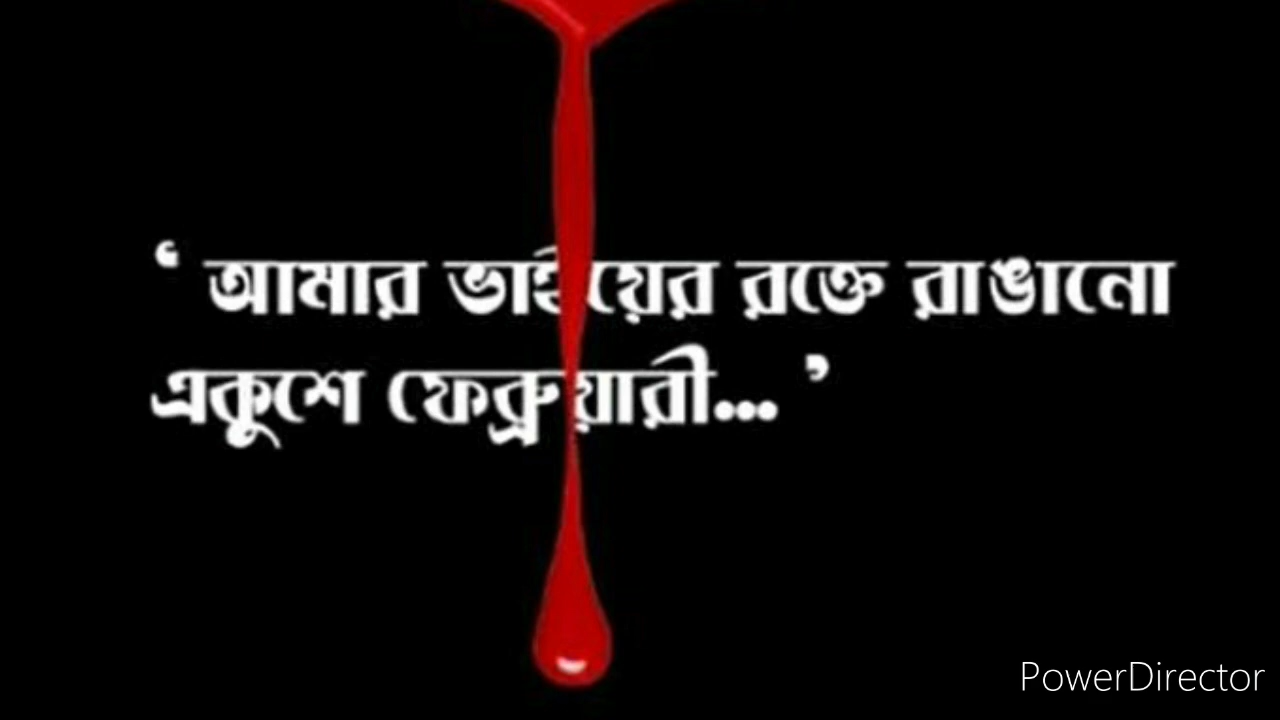 ‘ আমার ভাইয়ের রক্তে রাঙানো
একুশে ফেব্রুয়ারী... ’
PowerDirector